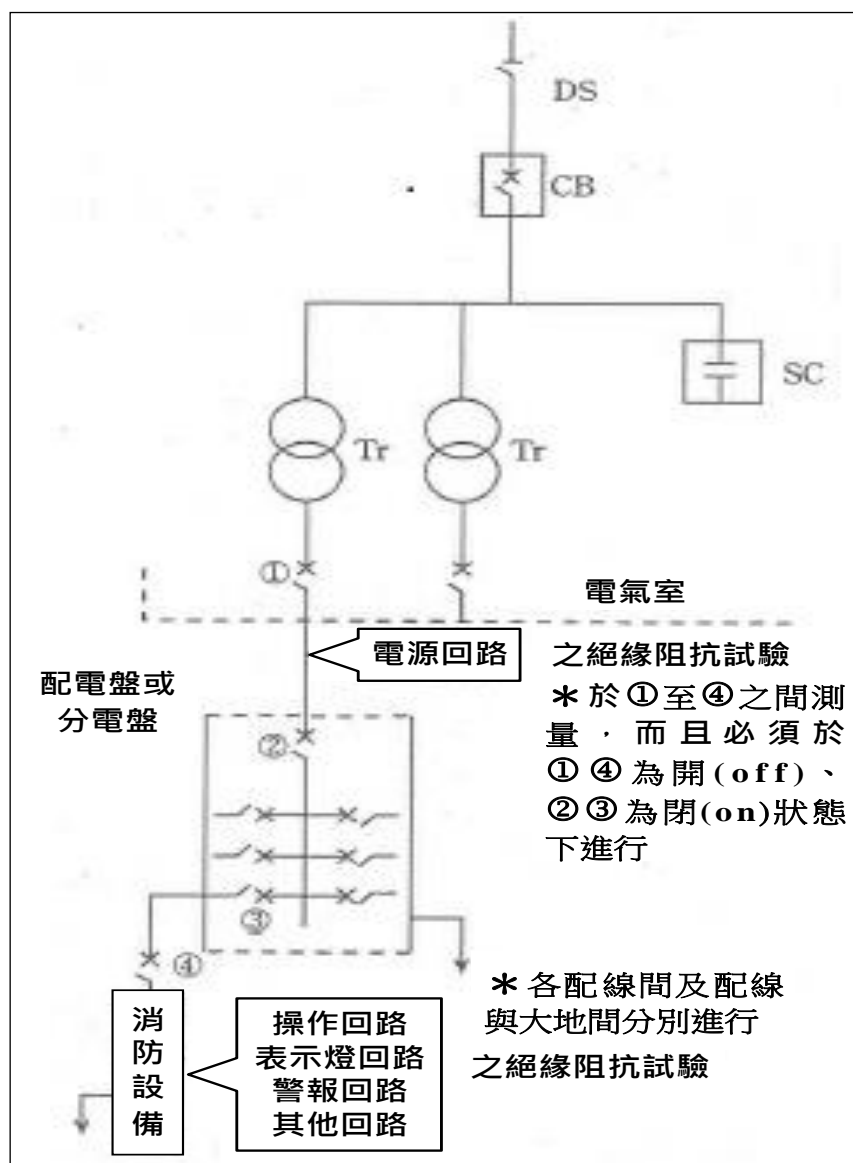 DS
CB
SC
Tr
Tr
①
電氣室
電源回路
之絕緣阻抗試驗
＊於①至④之間測
量，而且必須於
①④為開(off)、
②③為閉(on)狀態
下進行
配電盤或
分電盤
②
③
④
＊各配線間及配線
與大地間分別進行
之絕緣阻抗試驗
消防設備
操作回路
表示燈回路
警報回路
其他回路